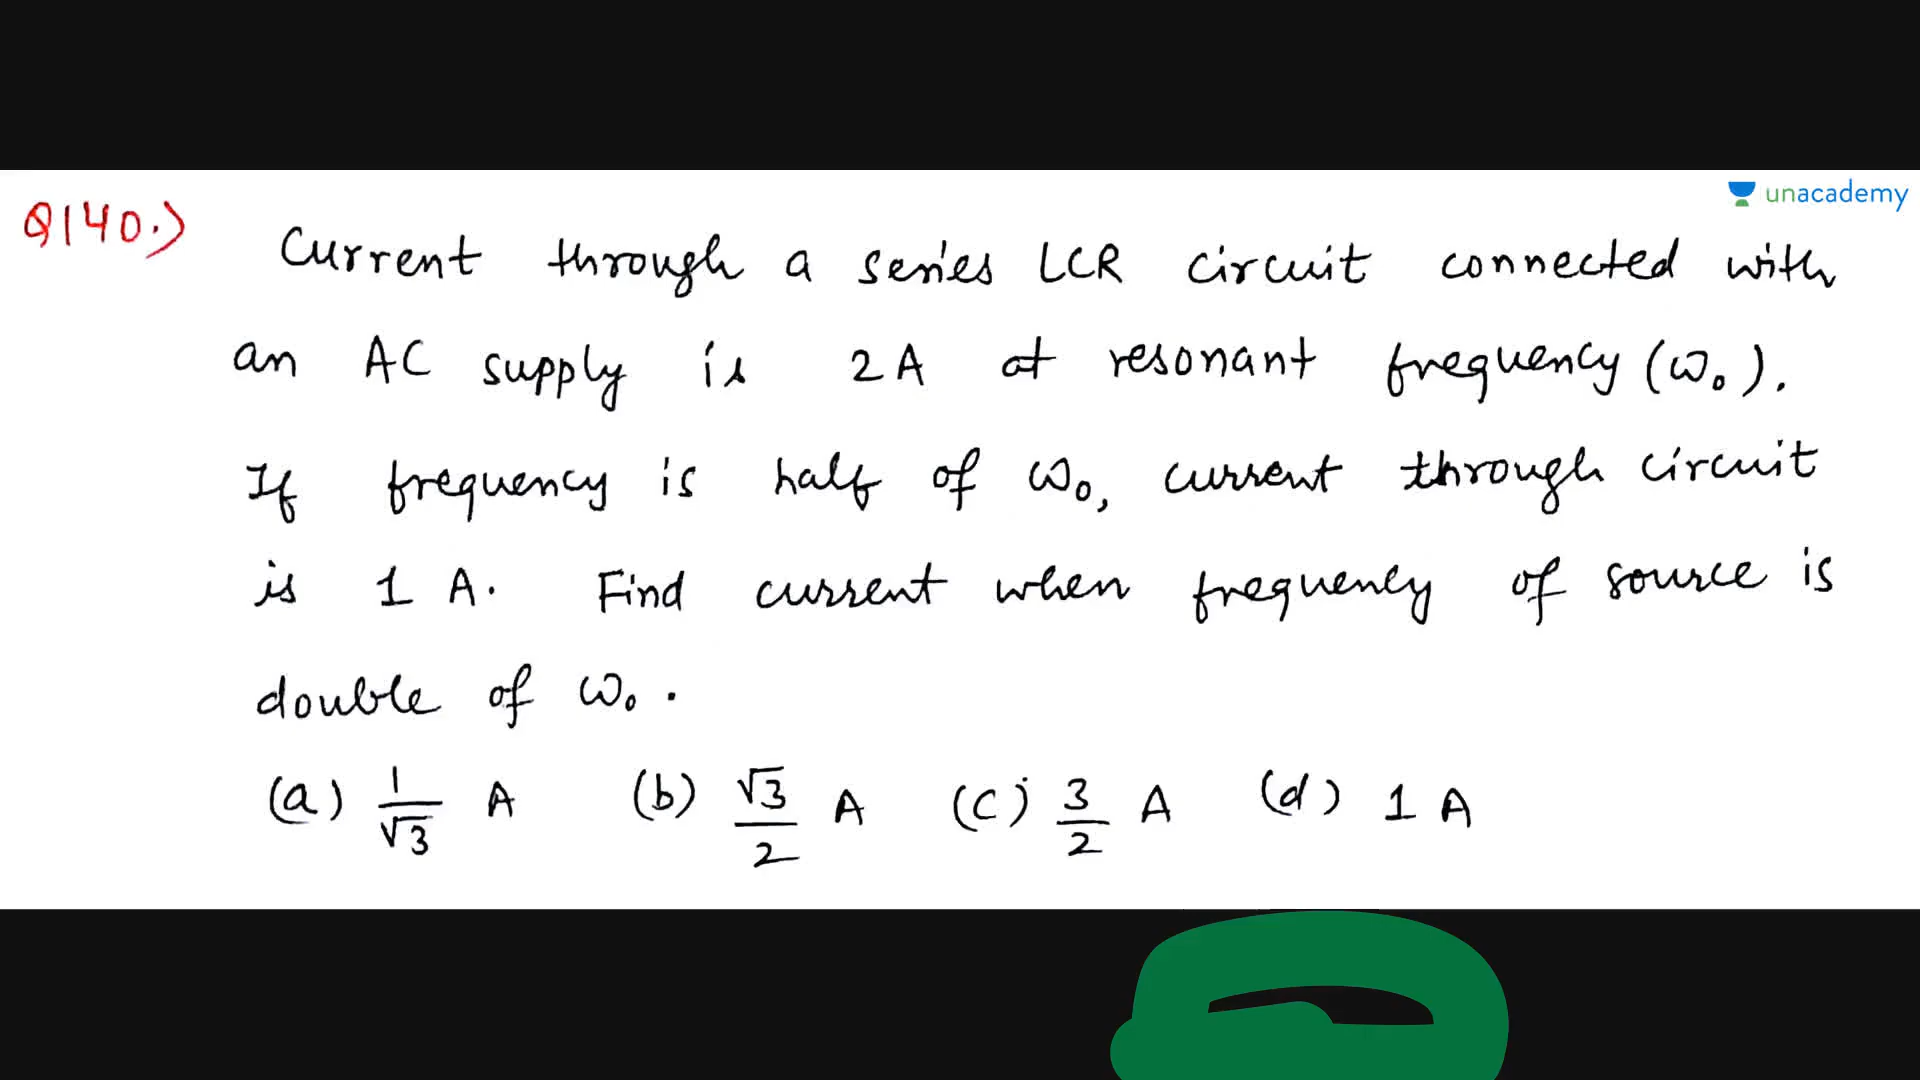 unacademy
Q140.) Current through a series LCR circuit connected with
an AC supply is 2A at resonant frequency (ω₀).
If frequency is half of ω₀, current through circuit
is 1 A. Find current when frequency of source is
double of ω₀.
(a) 1/√3 A (b) √3/2 A (c) 3/2 A (d) 1 A